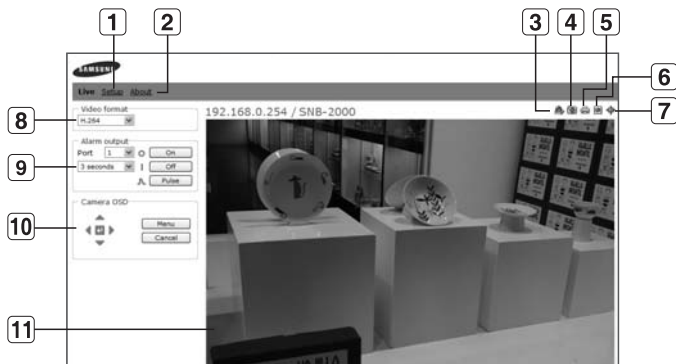 1
2
3
4
5
6
7
8
9
10
11
SAMSUNG
Live Setup About
192.168.0.254 / SNB-2000
Video format
H.264
Alarm output
Port 1 On
3 seconds Off
Pulse
Camera OSD
Menu
Cancel